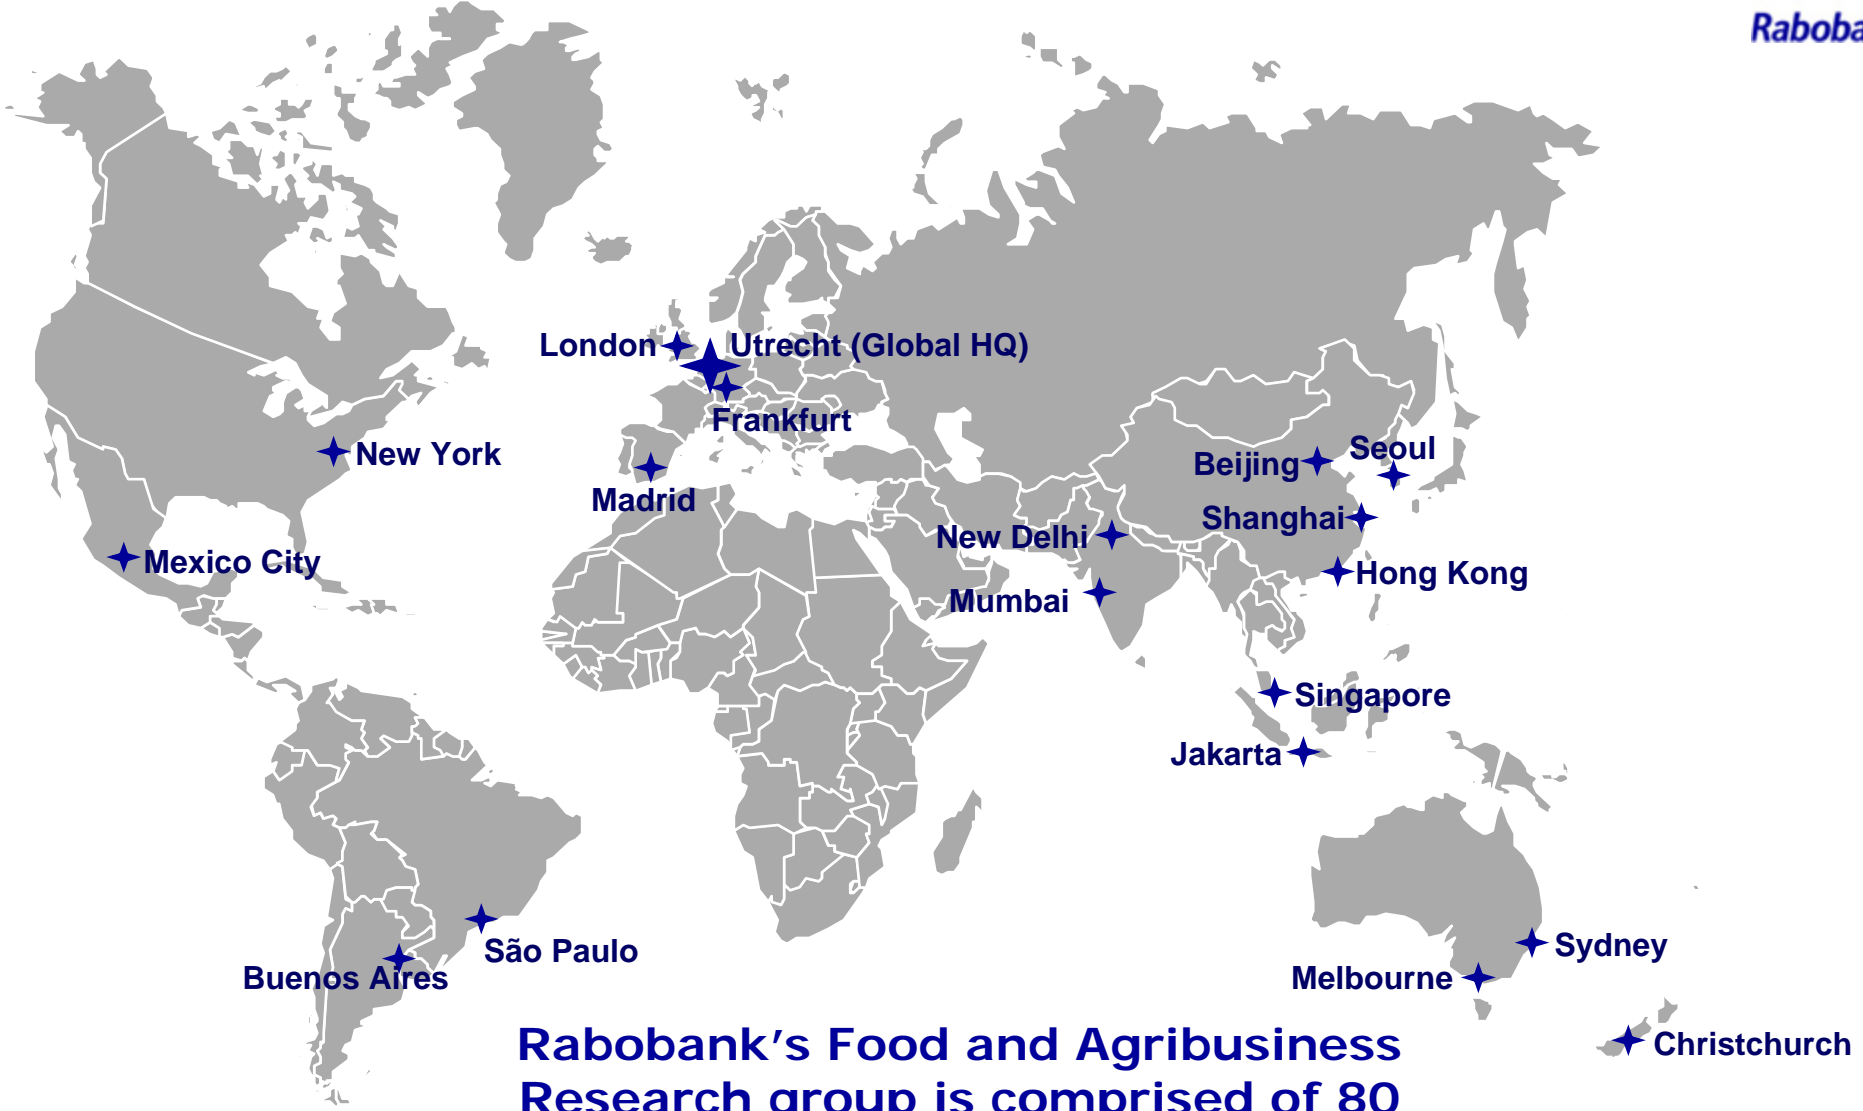 Raboba
London
Utrecht (Global HQ)
Frankfurt
New York
Madrid
Mexico City
Beijing
Seoul
Shanghai
New Delhi
Hong Kong
Mumbai
Singapore
Jakarta
São Paulo
Buenos Aires
Sydney
Melbourne
Christchurch
Rabobank’s Food and Agribusiness
Research group is comprised of 80